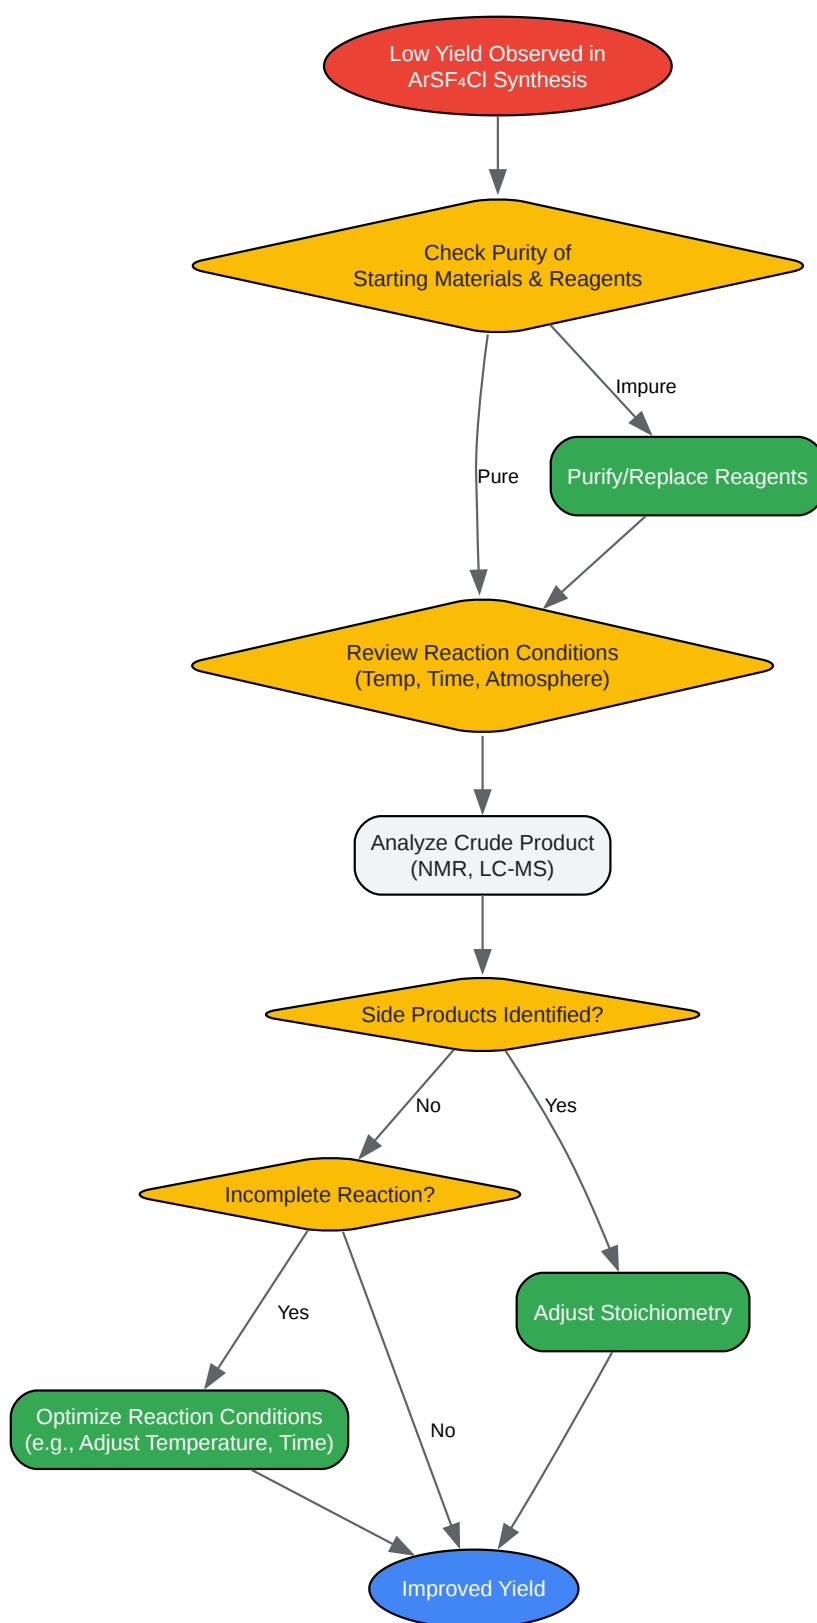 Low Yield Observed in
ArSF₄Cl Synthesis
Check Purity of
Starting Materials & Reagents
Impure
Pure
Purify/Replace Reagents
Review Reaction Conditions
(Temp, Time, Atmosphere)
Analyze Crude Product
(NMR, LC-MS)
Side Products Identified?
No
Yes
Incomplete Reaction?
Yes
Adjust Stoichiometry
Optimize Reaction Conditions
(e.g., Adjust Temperature, Time)
No
Improved Yield